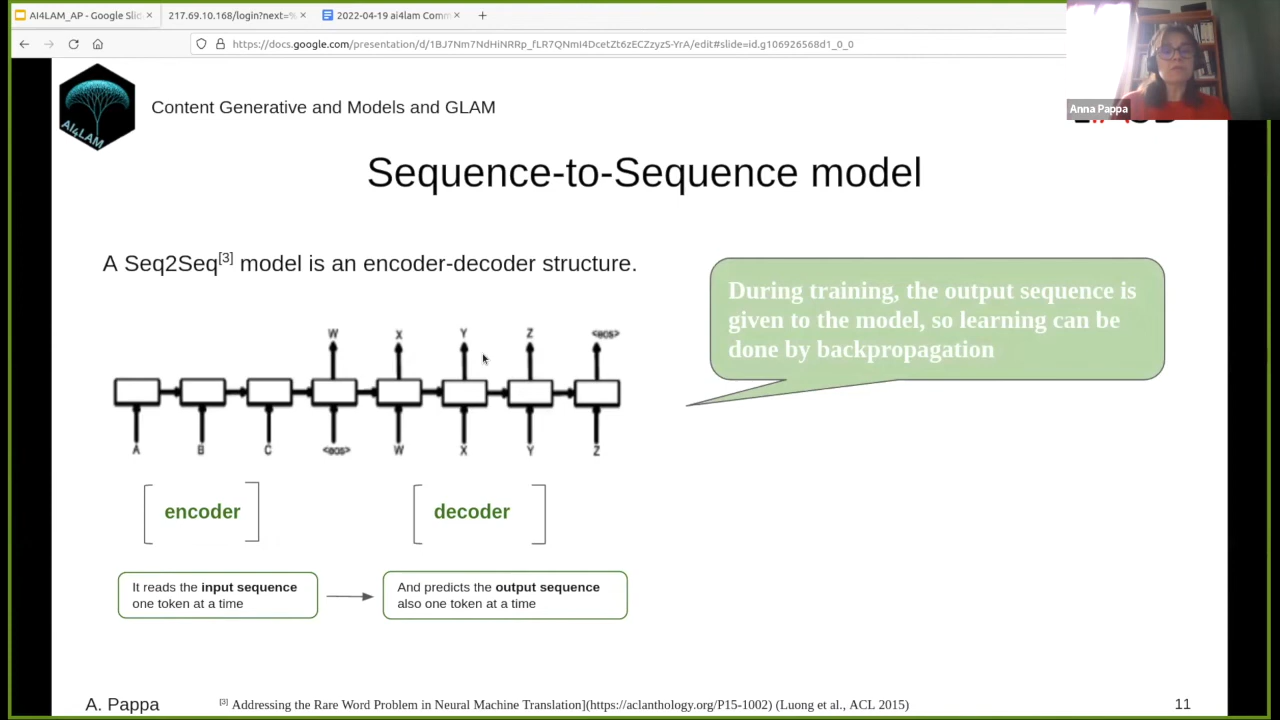 AI4LAM_AP - Google Slid
217.69.10.168/login?next=%
2022-04-19 ai4lam Comm
https://docs.google.com/presentation/d/1BJ7Nm7NdHiNRRp_fLR7QNmI4DcetZt6zECZzyzS-YrA/edit#slide=id.g106926568d1_0_0
Anna Pappa
AI4LAM
Content Generative and Models and GLAM
Sequence-to-Sequence model
A Seq2Seq[3] model is an encoder-decoder structure.
During training, the output sequence is
given to the model, so learning can be
done by backpropagation
W X Y Z <eos>
A B C <eos> W X Y Z
encoder
decoder
It reads the input sequence
one token at a time
And predicts the output sequence
also one token at a time
A. Pappa
[3] Addressing the Rare Word Problem in Neural Machine Translation](https://aclanthology.org/P15-1002) (Luong et al., ACL 2015)
11